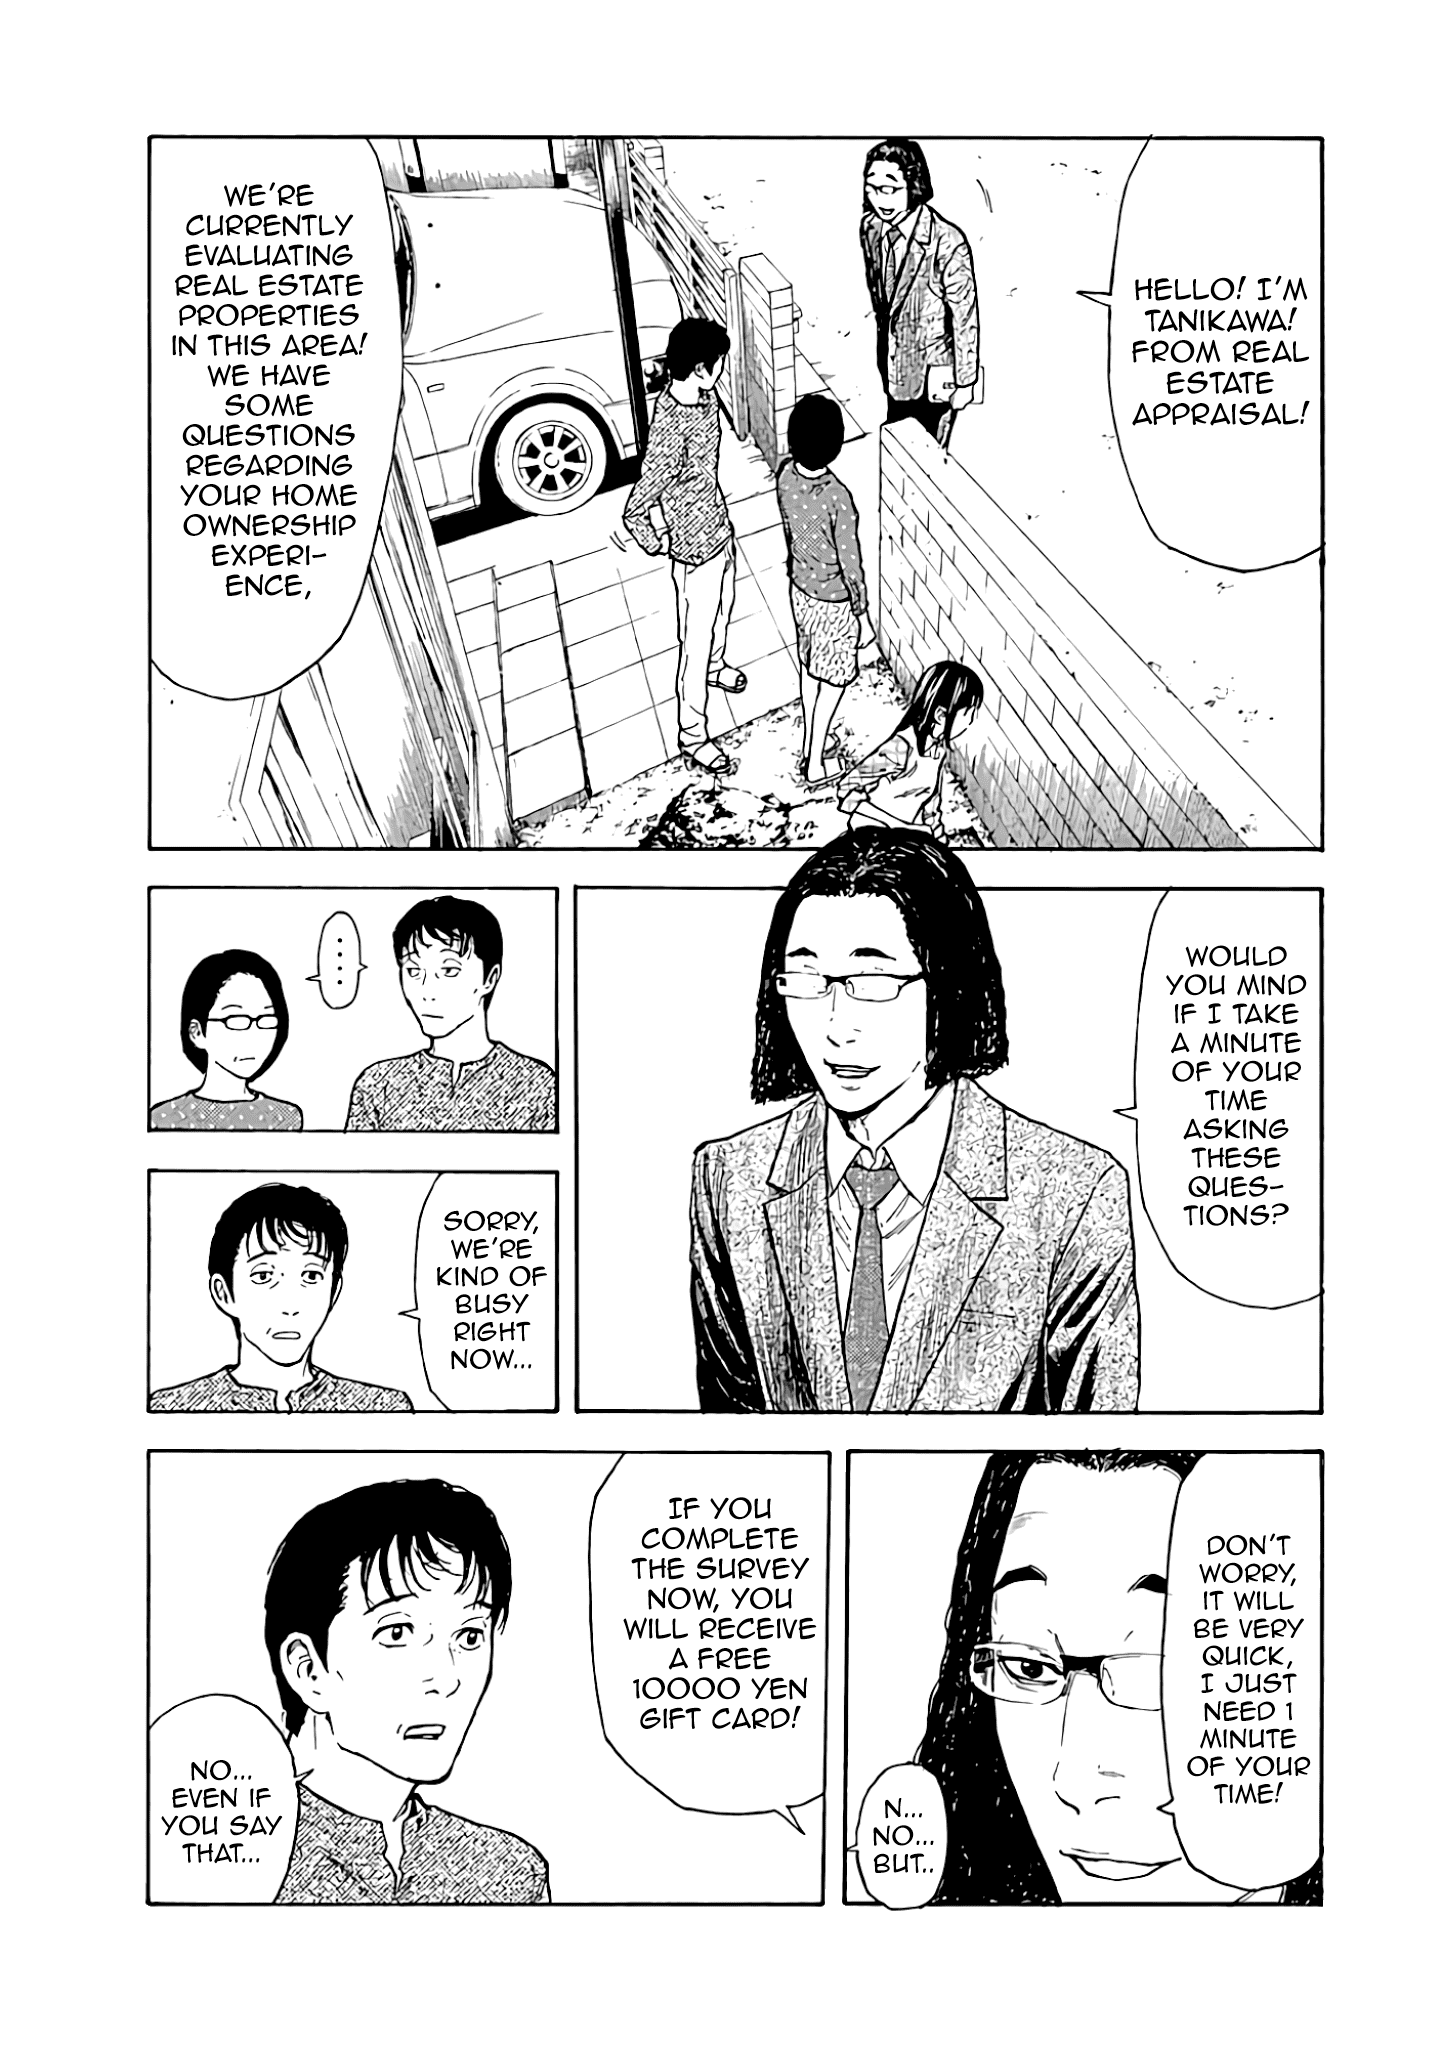 HELLO! I'M
TANIKAWA!
FROM REAL
ESTATE
APPRAISAL!
WE'RE
CURRENTLY
EVALUATING
REAL ESTATE
PROPERTIES
IN THIS AREA!
WE HAVE
SOME
QUESTIONS
REGARDING
YOUR HOME
OWNERSHIP
EXPERI-
ENCE,
WOULD
YOU MIND
IF I TAKE
A MINUTE
OF YOUR
TIME
ASKING
THESE
QUES-
TIONS?
....
SORRY,
WE'RE
KIND OF
BUSY
RIGHT
NOW...
DON'T
WORRY,
IT WILL
BE VERY
QUICK,
I JUST
NEED 1
MINUTE
OF YOUR
TIME!
N...
NO...
BUT..
IF YOU
COMPLETE
THE SURVEY
NOW, YOU
WILL RECEIVE
A FREE
10000 YEN
GIFT CARD!
NO...
EVEN IF
YOU SAY
THAT...